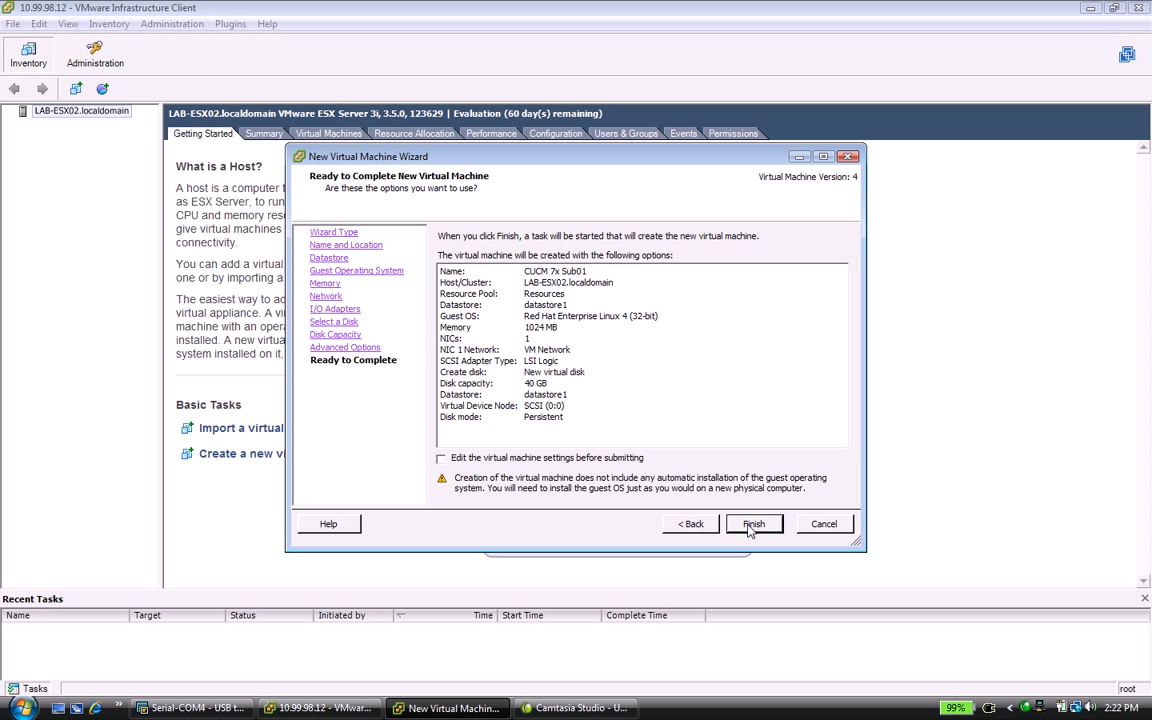 10.99.98.12 - VMware Infrastructure Client
File Edit View Inventory Administration Plugins Help
Inventory Administration
LAB-ESX02.localdomain
LAB-ESX02.localdomain VMware ESX Server 3i, 3.5.0, 123629 | Evaluation (60 day(s) remaining)
Getting Started Summary Virtual Machines Resource Allocation Performance Configuration Users & Groups Events Permissions
What is a Host?
A host is a computer
as ESX Server, to run
CPU and memory res
give virtual machines
connectivity.
You can add a virtual
one or by importing a
The easiest way to ad
virtual appliance. A vi
machine with an opera
installed. A new virtua
system installed on it,
Basic Tasks
Import a virtual
Create a new vi
New Virtual Machine Wizard
Ready to Complete New Virtual Machine
Are these the options you want to use?
Virtual Machine Version: 4
Wizard Type
Name and Location
Datastore
Guest Operating System
Memory
Network
I/O Adapters
Select a Disk
Disk Capacity
Advanced Options
Ready to Complete
When you click Finish, a task will be started that will create the new virtual machine.
The virtual machine will be created with the following options:
Name: CUCM 7x Sub01
Host/Cluster: LAB-ESX02.localdomain
Resource Pool: Resources
Datastore: datastore1
Guest OS: Red Hat Enterprise Linux 4 (32-bit)
Memory 1024 MB
NICs: 1
NIC 1 Network: VM Network
SCSI Adapter Type: LSI Logic
Create disk: New virtual disk
Disk capacity: 40 GB
Datastore: datastore1
Virtual Device Node: SCSI (0:0)
Disk mode: Persistent
Edit the virtual machine settings before submitting
Creation of the virtual machine does not include any automatic installation of the guest operating
system. You will need to install the guest OS just as you would on a new physical computer.
Help < Back Finish Cancel
Recent Tasks
Name Target Status Initiated by Time Start Time Complete Time
Tasks root
Serial-COM4 - USB t... 10.99.98.12 - VMwar... New Virtual Machin... Camtasia Studio - U... 99% 2:22 PM